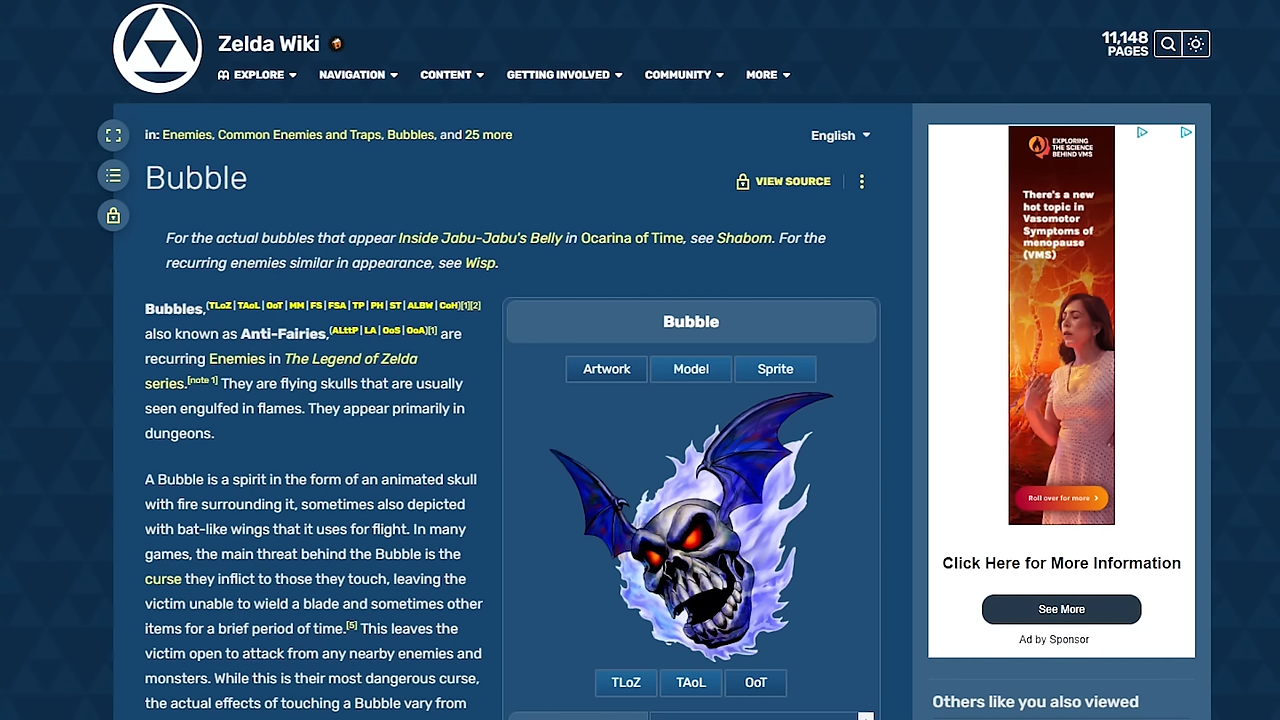 Zelda Wiki
11,148
PAGES
EXPLORE
NAVIGATION
CONTENT
GETTING INVOLVED
COMMUNITY
MORE
in: Enemies, Common Enemies and Traps, Bubbles, and 25 more
English
Bubble
VIEW SOURCE
For the actual bubbles that appear Inside Jabu-Jabu's Belly in Ocarina of Time, see Shabom. For the
recurring enemies similar in appearance, see Wisp.
Bubbles,(TLoZ | TAoL | OoT | MM | FS | FSA | TP | PH | ST | ALBW | CoH)[1][2]
also known as Anti-Fairies,(ALttP | LA | OoS | OoA)[1] are
recurring Enemies in The Legend of Zelda
series.[note 1] They are flying skulls that are usually
seen engulfed in flames. They appear primarily in
dungeons.
A Bubble is a spirit in the form of an animated skull
with fire surrounding it, sometimes also depicted
with bat-like wings that it uses for flight. In many
games, the main threat behind the Bubble is the
curse they inflict to those they touch, leaving the
victim unable to wield a blade and sometimes other
items for a brief period of time.[5] This leaves the
victim open to attack from any nearby enemies and
monsters. While this is their most dangerous curse,
the actual effects of touching a Bubble vary from
Bubble
Artwork
Model
Sprite
TLoZ
TAoL
OoT
EXPLORING
THE SCIENCE
BEHIND VMS
There's a new
hot topic in
Vasomotor
Symptoms of
menopause
(VMS)
Roll over for more
Click Here for More Information
See More
Ad by Sponsor
Others like you also viewed